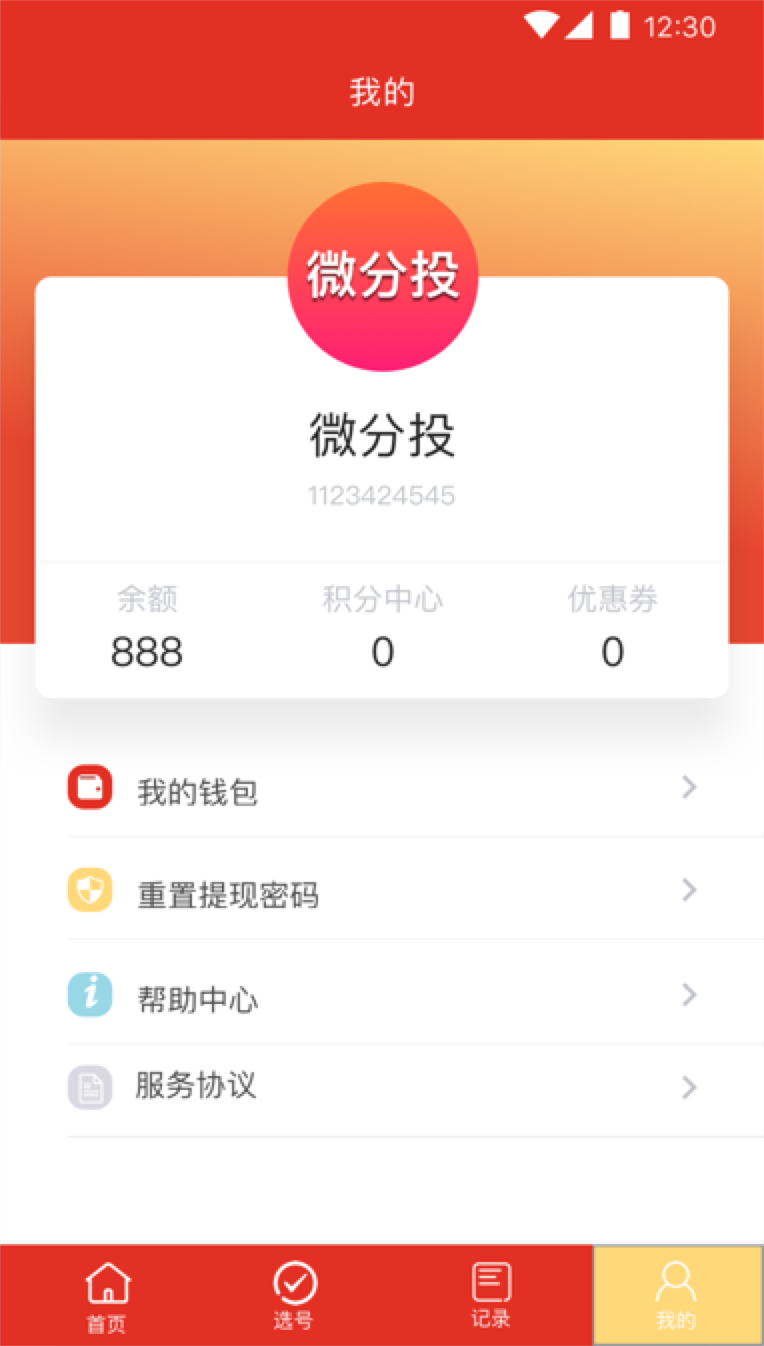 12:30
我的
微分投
微分投
1123424545
余额 积分中心 优惠券
888 0 0
我的钱包
重置提现密码
帮助中心
服务协议
首页 选号 记录 我的